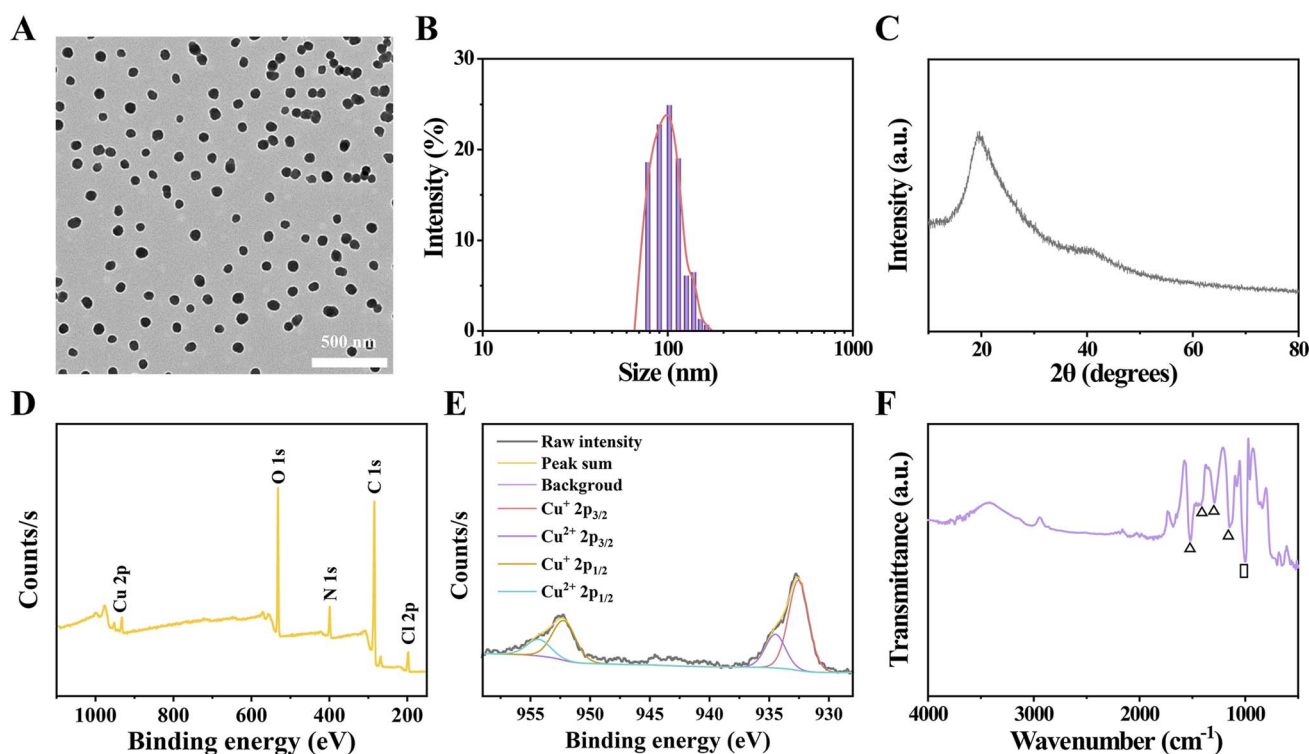 A
500 nm
B
Intensity (%)
30
20
10
0
10
100
1000
Size (nm)
C
Intensity (a.u.)
20
40
60
80
2θ (degrees)
D
Counts/s
Cu 2p
O 1s
N 1s
C 1s
Cl 2p
1000
800
600
400
200
Binding energy (eV)
E
Counts/s
Raw intensity
Peak sum
Backgroud
Cu⁺ 2p₃/₂
Cu²⁺ 2p₃/₂
Cu⁺ 2p₁/₂
Cu²⁺ 2p₁/₂
955
950
945
940
935
930
Binding energy (eV)
F
Transmittance (a.u.)
4000
3000
2000
1000
Wavenumber (cm⁻¹)